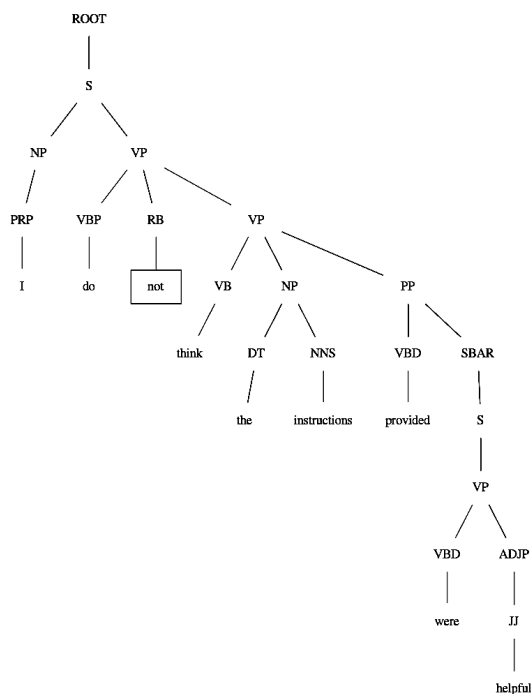 ROOT
S
NP VP
PRP VBP RB VP
I do not VB NP PP
think DT NNS VBD SBAR
the instructions provided S
VP
VBD ADJP
were JJ
helpful